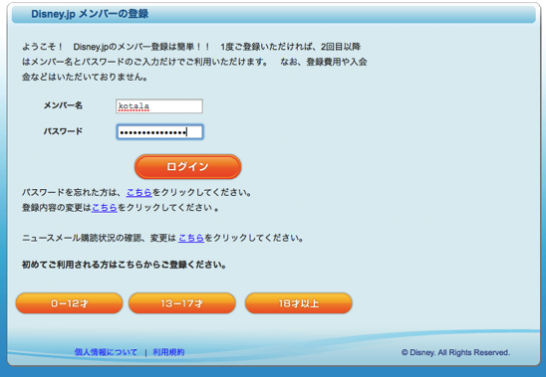 Disney.jp メンバーの登録
ようこそ！　Disney.jpのメンバー登録は簡単！！　1度ご登録いただければ、2回目以降
はメンバー名とパスワードのご入力だけでご利用いただけます。　なお、登録費用や入会
金などはいただいておりません。
メンバー名 kotala
パスワード •••••••••••••••
ログイン
パスワードを忘れた方は、こちらをクリックしてください。
登録内容の変更はこちらをクリックしてください 。
ニュースメール購読状況の確認、変更は こちらをクリックしてください。
初めてご利用される方はこちらからご登録ください。
0－12才 13－17才 18才以上
個人情報について | 利用規約 © Disney. All Rights Reserved.